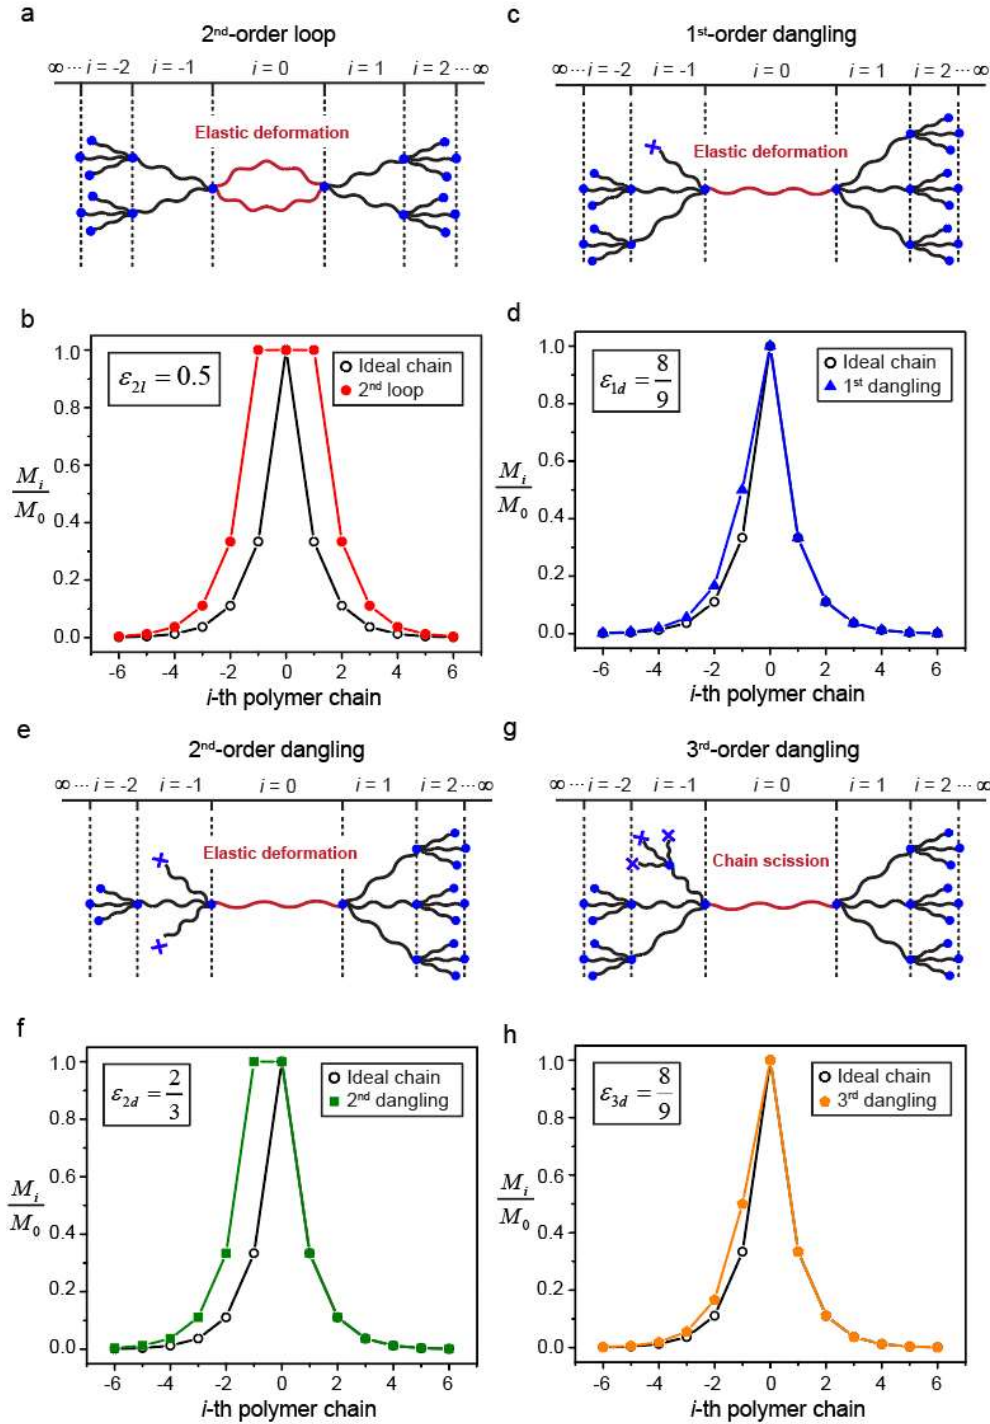 a
2nd-order loop
∞ ··· i = -2 i = -1 i = 0 i = 1 i = 2 ··· ∞
Elastic deformation
c
1st-order dangling
∞ ··· i = -2 i = -1 i = 0 i = 1 i = 2 ··· ∞
Elastic deformation
b
ε2l = 0.5
Ideal chain
2nd loop
Mi
M0
1.0
0.8
0.6
0.4
0.2
0.0
-6 -4 -2 0 2 4 6
i-th polymer chain
d
ε1d = 8
9
Ideal chain
1st dangling
Mi
M0
1.0
0.8
0.6
0.4
0.2
0.0
-6 -4 -2 0 2 4 6
i-th polymer chain
e
2nd-order dangling
∞ ··· i = -2 i = -1 i = 0 i = 1 i = 2 ··· ∞
Elastic deformation
g
3rd-order dangling
∞ ··· i = -2 i = -1 i = 0 i = 1 i = 2 ··· ∞
Chain scission
f
ε2d = 2
3
Ideal chain
2nd dangling
Mi
M0
1.0
0.8
0.6
0.4
0.2
0.0
-6 -4 -2 0 2 4 6
i-th polymer chain
h
ε3d = 8
9
Ideal chain
3rd dangling
Mi
M0
1.0
0.8
0.6
0.4
0.2
0.0
-6 -4 -2 0 2 4 6
i-th polymer chain